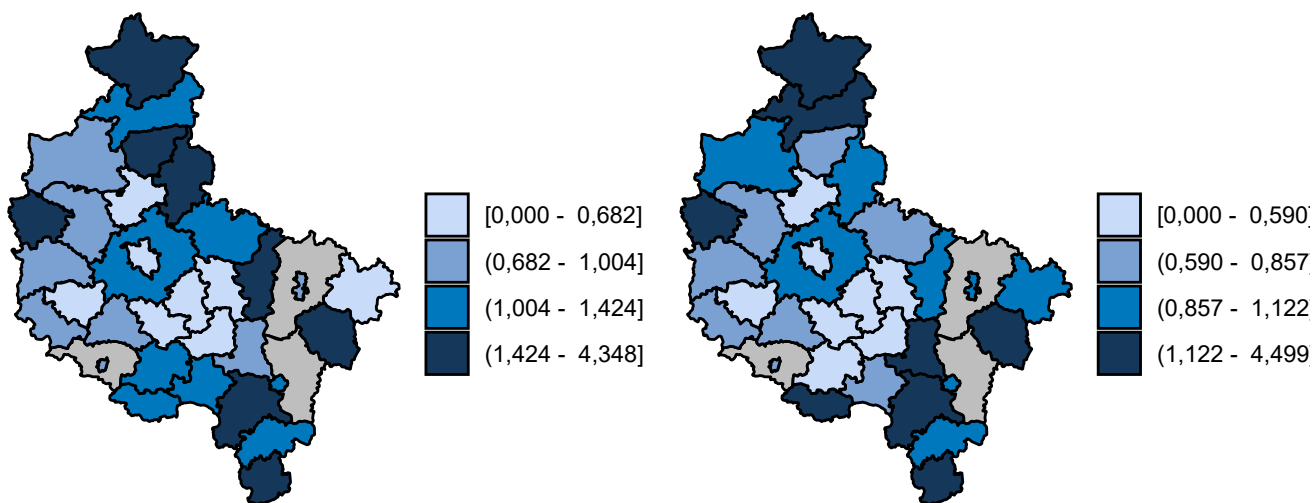 [0,000 - 0,682]
(0,682 - 1,004]
(1,004 - 1,424]
(1,424 - 4,348]
[0,000 - 0,590]
(0,590 - 0,857]
(0,857 - 1,122]
(1,122 - 4,499]